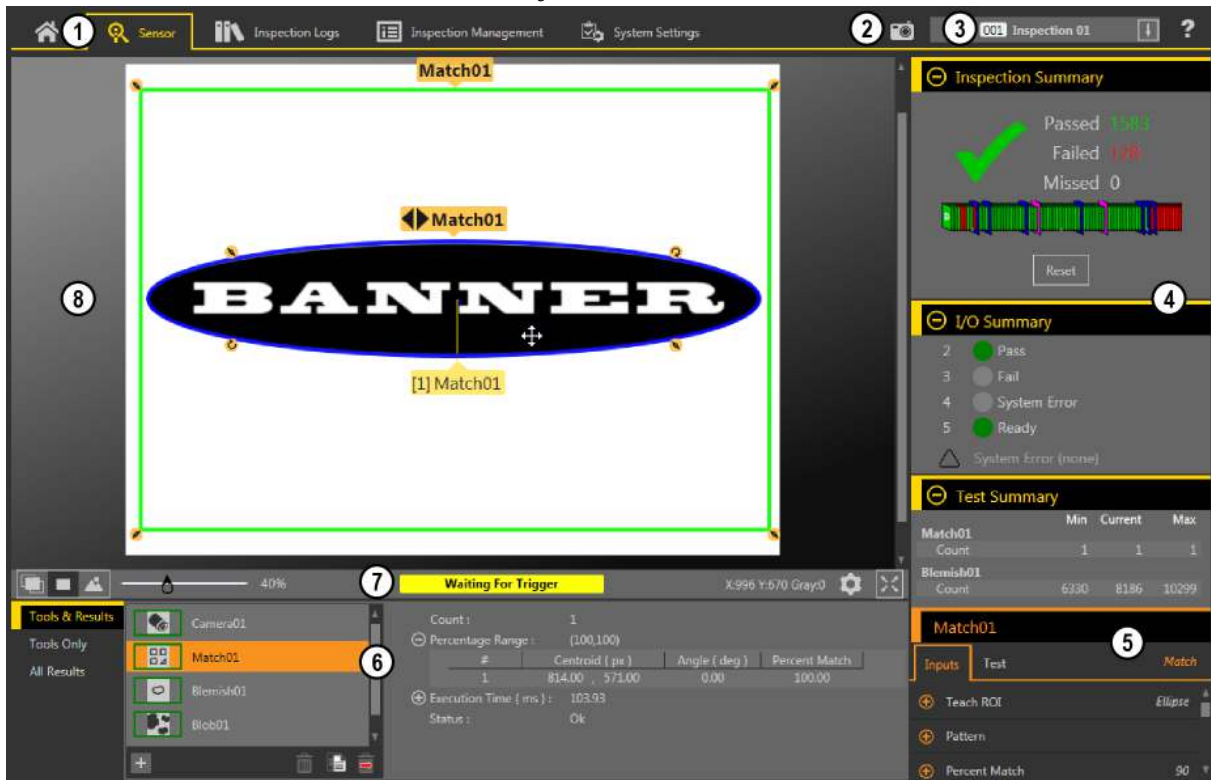 1 Sensor Inspection Logs Inspection Management System Settings 2 3 001 Inspection 01 ?
Match01
Match01
BANNER
[1] Match01
8
Inspection Summary
Passed 1583
Failed 128
Missed 0
Reset
4
I/O Summary
2 Pass
3 Fail
4 System Error
5 Ready
System Error (none)
Test Summary
Min Current Max
Match01
Count 1 1 1
Blemish01
Count 6330 8186 10299
40% 7 Waiting For Trigger X:996 Y:670 Gray:0
Tools & Results
Tools Only
All Results
Camera01
Match01
Blemish01
Blob01
6
Count : 1
Percentage Range : (100,100)
# Centroid ( px ) Angle ( deg ) Percent Match
1 814.00 , 571.00 0.00 100.00
Execution Time ( ms ) : 103.93
Status : Ok
Match01
5
Inputs Test Match
Teach ROI Ellipse
Pattern
Percent Match 90